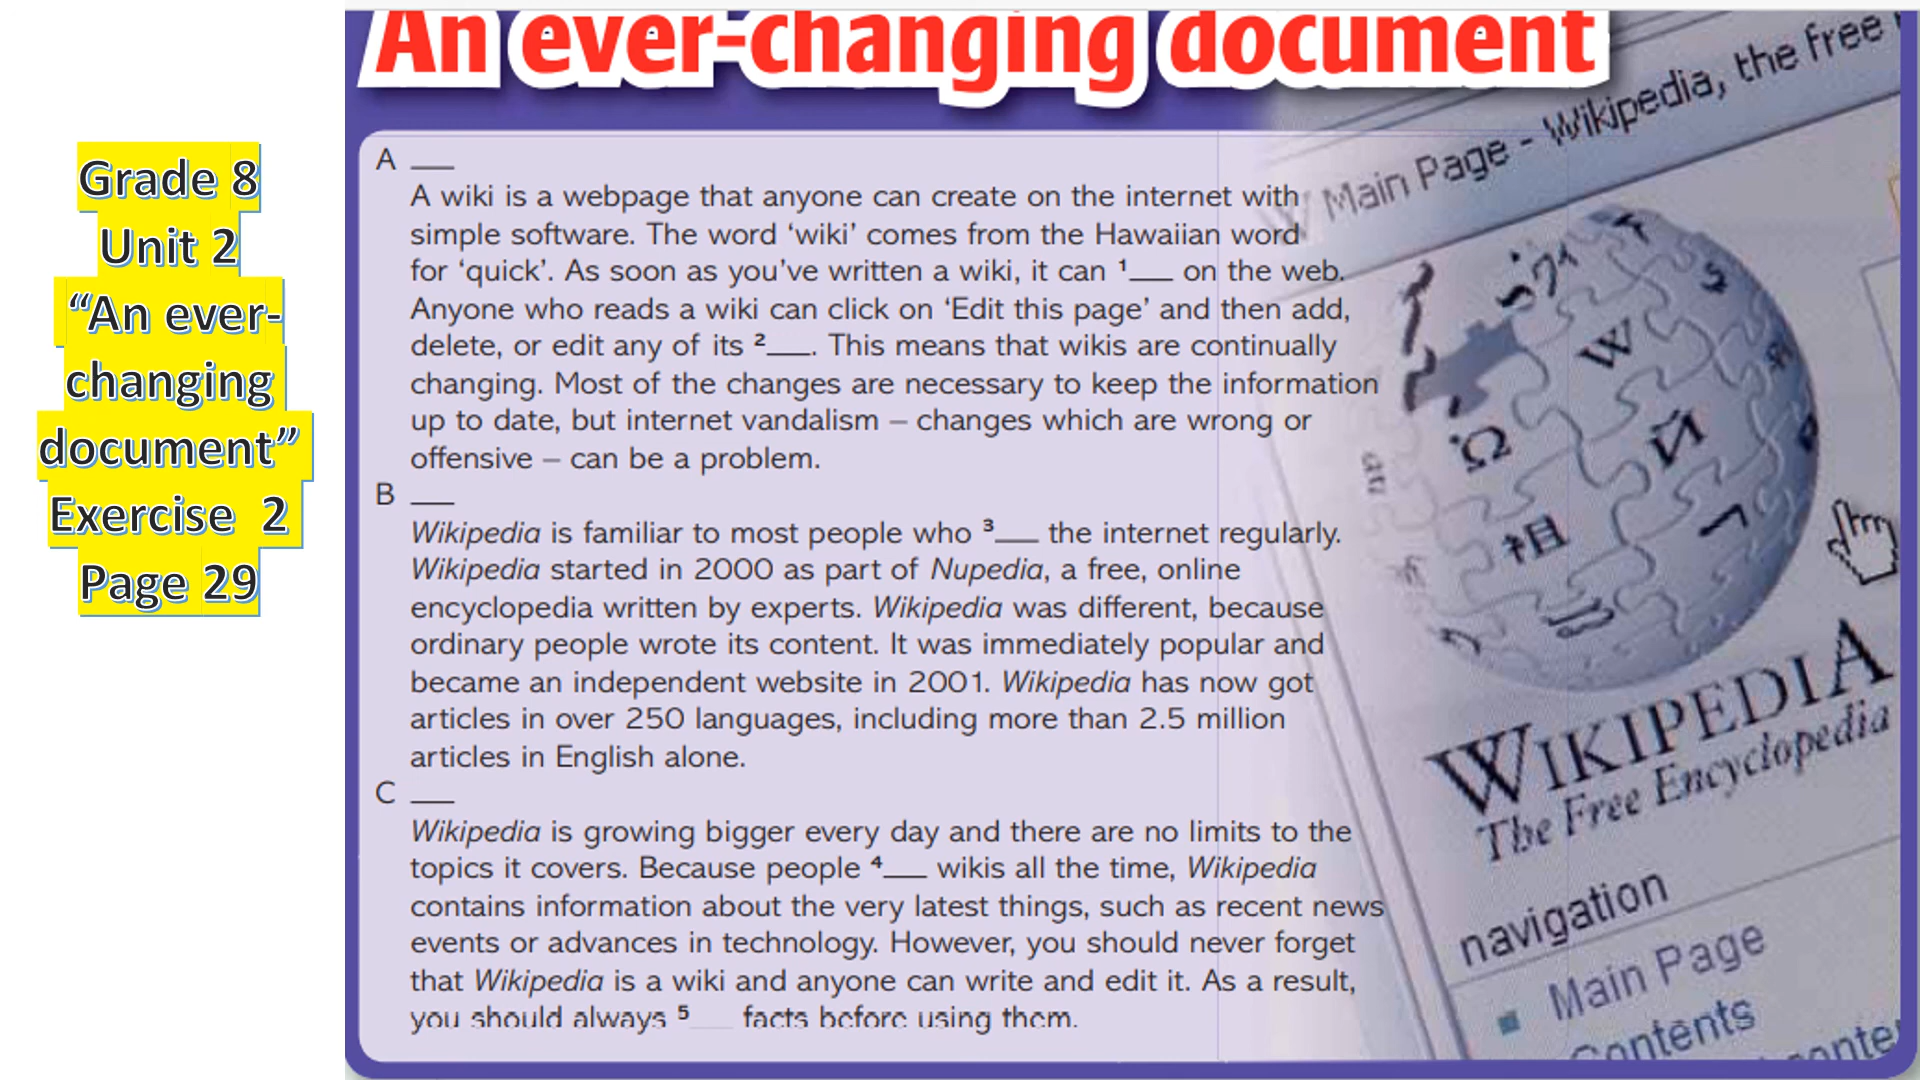 An ever-changing document
Grade 8
Unit 2
“An ever-
changing
document”
Exercise 2
Page 29
A ___
A wiki is a webpage that anyone can create on the internet with
simple software. The word ‘wiki’ comes from the Hawaiian word
for ‘quick’. As soon as you’ve written a wiki, it can ¹___ on the web.
Anyone who reads a wiki can click on ‘Edit this page’ and then add,
delete, or edit any of its ²___. This means that wikis are continually
changing. Most of the changes are necessary to keep the information
up to date, but internet vandalism – changes which are wrong or
offensive – can be a problem.
B ___
Wikipedia is familiar to most people who ³___ the internet regularly.
Wikipedia started in 2000 as part of Nupedia, a free, online
encyclopedia written by experts. Wikipedia was different, because
ordinary people wrote its content. It was immediately popular and
became an independent website in 2001. Wikipedia has now got
articles in over 250 languages, including more than 2.5 million
articles in English alone.
C ___
Wikipedia is growing bigger every day and there are no limits to the
topics it covers. Because people ⁴___ wikis all the time, Wikipedia
contains information about the very latest things, such as recent news
events or advances in technology. However, you should never forget
that Wikipedia is a wiki and anyone can write and edit it. As a result,
you should always ⁵___ facts before using them.
Main Page - Wikipedia, the free
W
Ω
И
祖
WIKIPEDIA
The Free Encyclopedia
navigation
Main Page
Contents